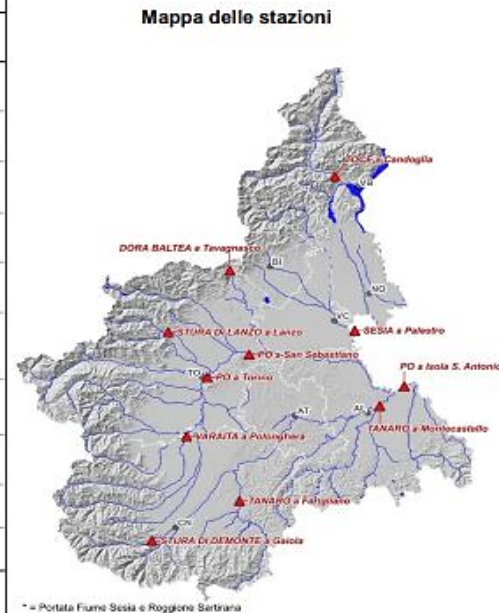 Mappa delle stazioni
TOCE a Candoglia
VB
DORA BALTEA a Tavagnasco
BI
NO
VC
STURA DI LANZO a Lanzo
SESIA a Palestro
PO a San Sebastiano
PO a Isola S. Antonio
TO
PO a Torino
AT
AL
TANARO a Montecastello
VARAITA a Polonghera
TANARO a Farigliano
CN
STURA DI DEMONTE a Gaiola
* = Portata Fiume Sesia e Roggione Sartirana